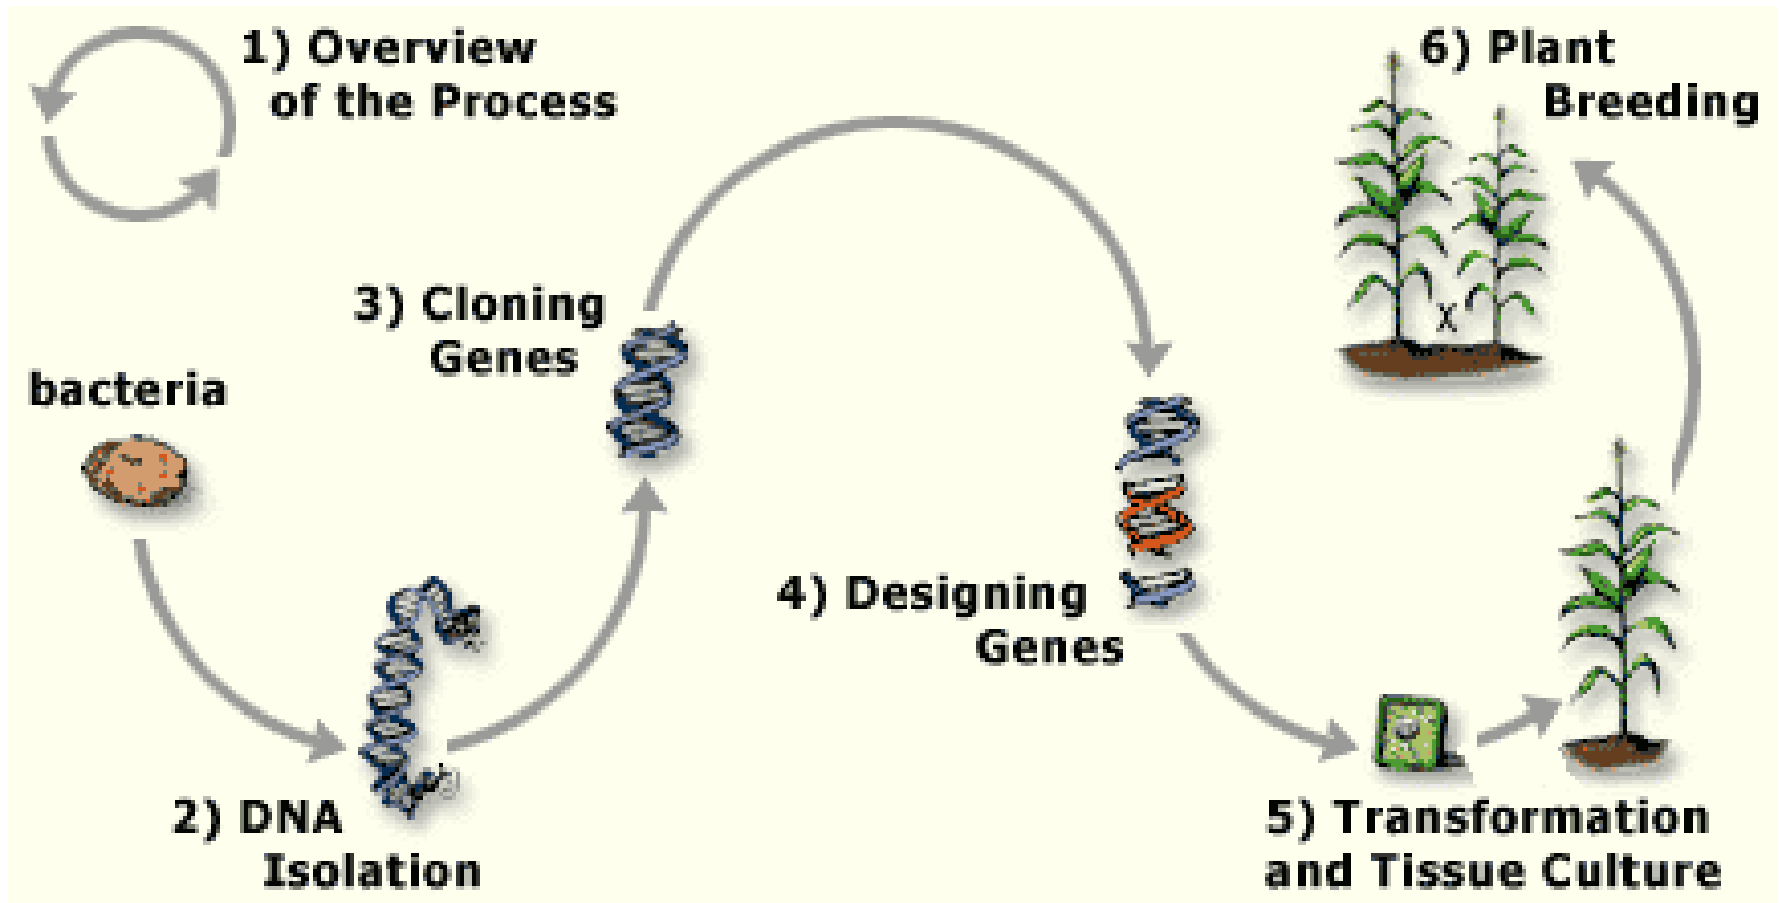 1) Overview
of the Process
bacteria
2) DNA
Isolation
3) Cloning
Genes
4) Designing
Genes
5) Transformation
and Tissue Culture
6) Plant
Breeding
X